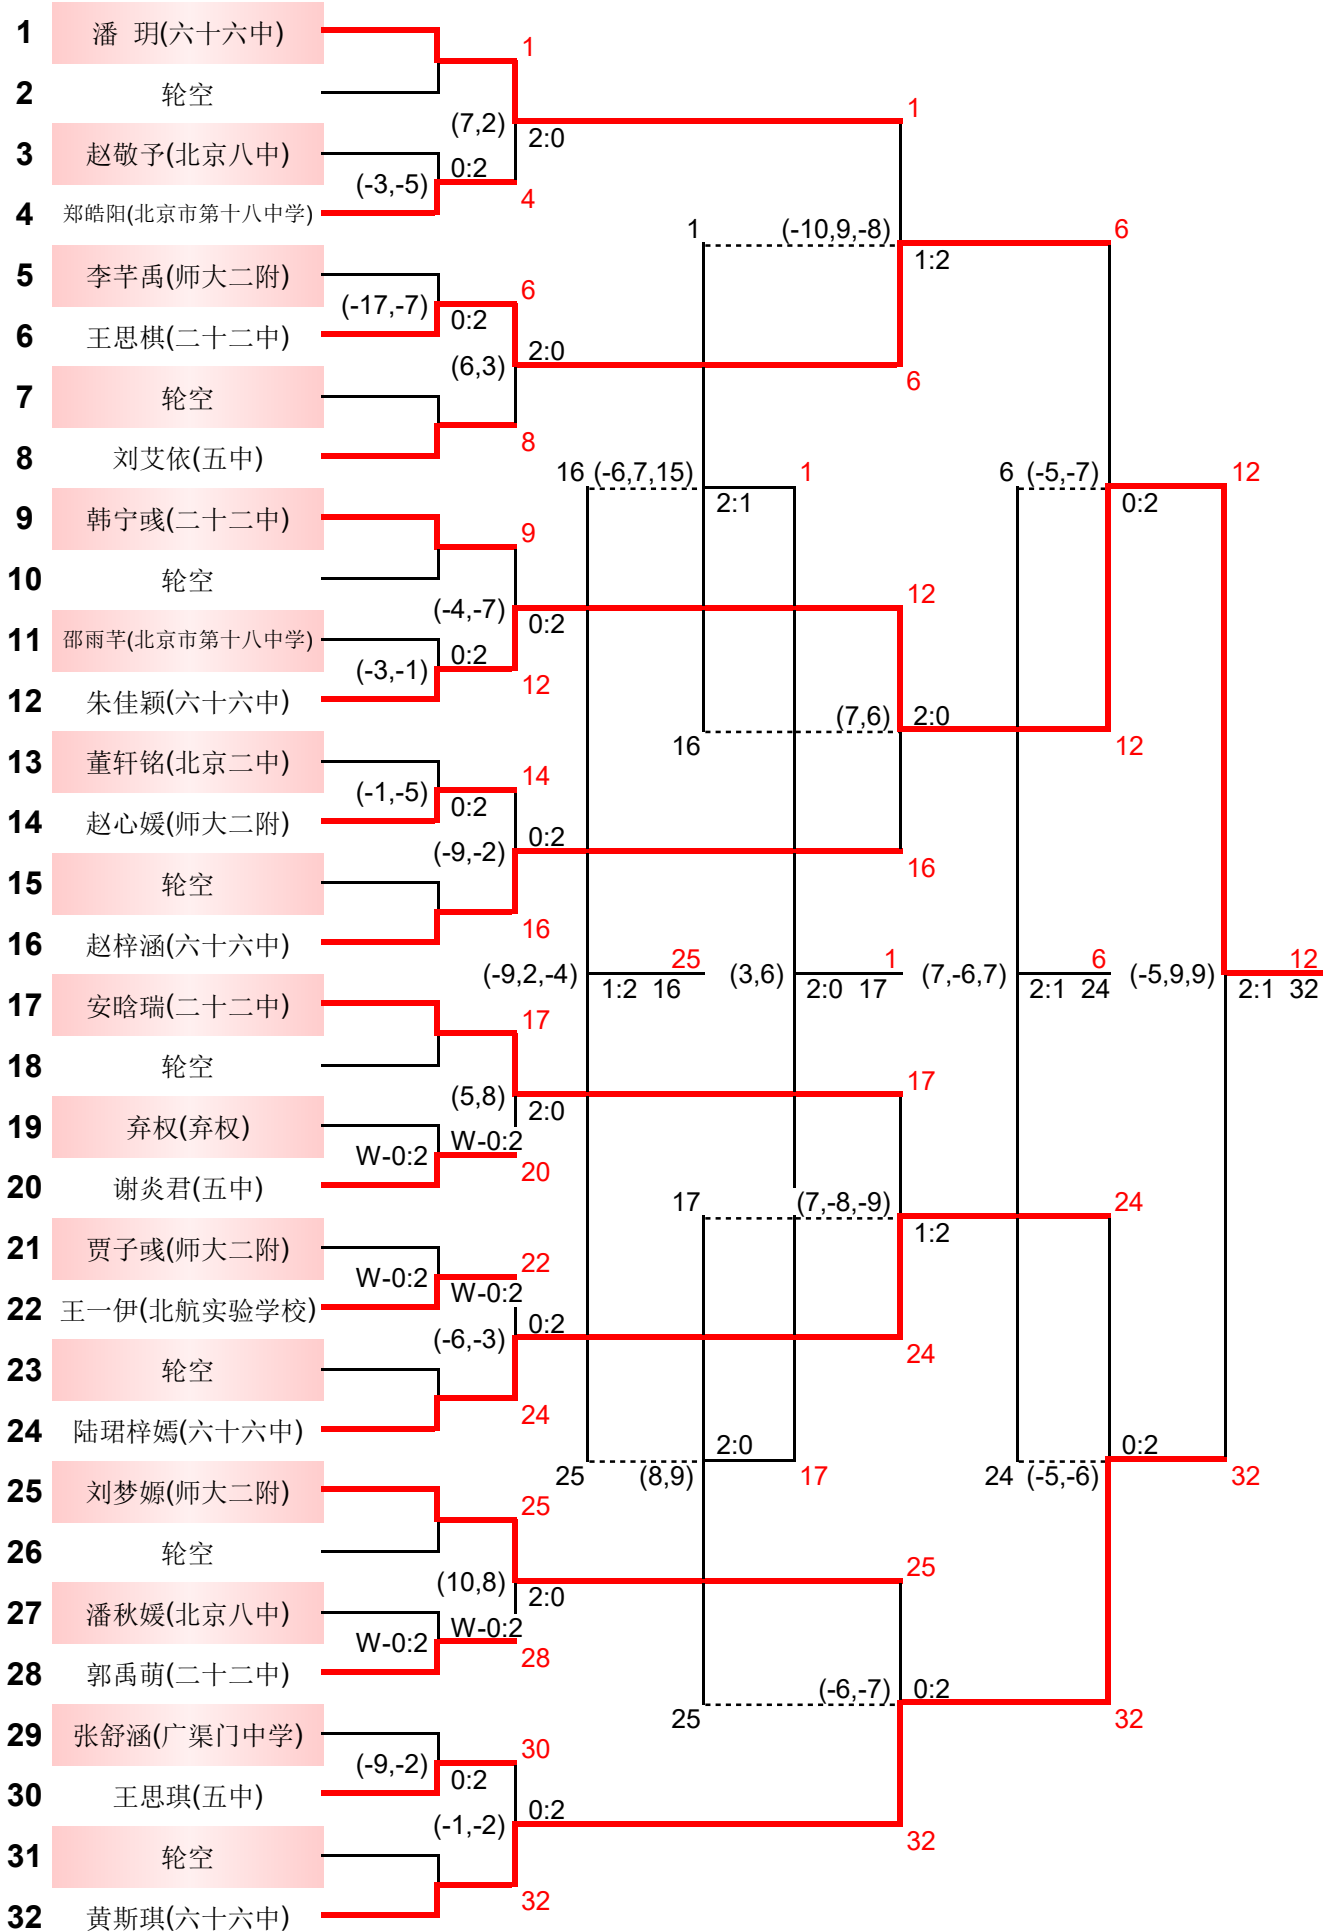 1 潘 玥(六十六中)
1
2 轮空
1
(7,2)
2:0
3 赵敬予(北京八中)
0:2
(-3,-5)
4
4 郑皓阳(北京市第十八中学)
1
(-10,9,-8)
6
1:2
5 李芊禹(师大二附)
6
(-17,-7)
0:2
6 王思棋(二十二中)
2:0
(6,3)
6
7 轮空
8
8 刘艾依(五中)
16
(-6,7,15)
1
2:1
6
(-5,-7)
12
0:2
9 韩宁彧(二十二中)
9
10 轮空
12
(-4,-7)
0:2
11 邵雨芊(北京市第十八中学)
0:2
(-3,-1)
12
12 朱佳颖(六十六中)
(7,6)
2:0
16
12
13 董轩铭(北京二中)
14
(-1,-5)
0:2
14 赵心媛(师大二附)
0:2
(-9,-2)
16
15 轮空
16
16 赵梓涵(六十六中)
(-9,2,-4)
25
1:2 16
(3,6)
1
2:0 17
(7,-6,7)
6
2:1 24
(-5,9,9)
12
2:1 32
17 安晗瑞(二十二中)
17
18 轮空
17
(5,8)
2:0
19 弃权(弃权)
W-0:2
W-0:2
20
20 谢炎君(五中)
17
(7,-8,-9)
24
1:2
21 贾子彧(师大二附)
22
W-0:2
W-0:2
22 王一伊(北航实验学校)
0:2
(-6,-3)
24
23 轮空
24
24 陆珺梓嫣(六十六中)
2:0
0:2
25
(8,9)
17
24
(-5,-6)
32
25 刘梦嫄(师大二附)
25
26 轮空
25
(10,8)
2:0
27 潘秋媛(北京八中)
W-0:2
W-0:2
28
28 郭禹萌(二十二中)
(-6,-7)
0:2
25
32
29 张舒涵(广渠门中学)
30
(-9,-2)
0:2
30 王思琪(五中)
0:2
(-1,-2)
32
31 轮空
32
32 黄斯琪(六十六中)